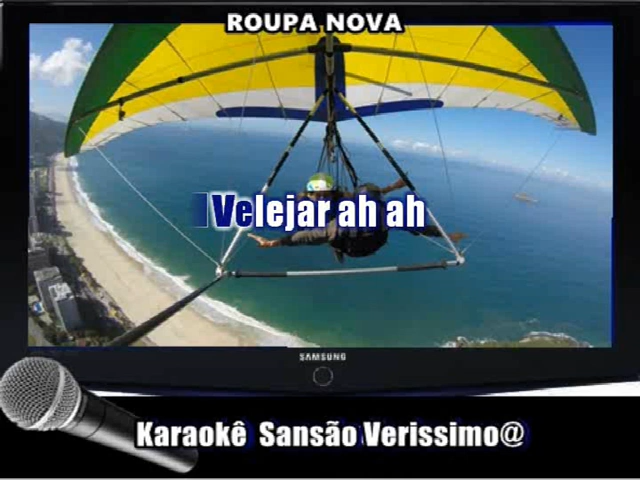 ROUPA NOVA
Velejar ah ah
SAMSUNG
Karaokê Sansão Verissimo@